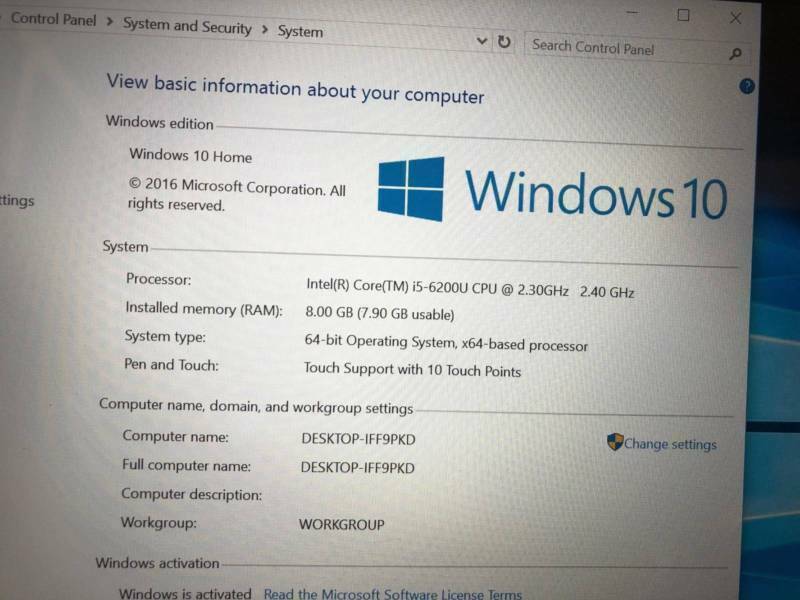 Control Panel > System and Security > System
Search Control Panel
View basic information about your computer
Windows edition
Windows 10 Home
© 2016 Microsoft Corporation. All
rights reserved.
Windows 10
ttings
System
Processor: Intel(R) Core(TM) i5-6200U CPU @ 2.30GHz 2.40 GHz
Installed memory (RAM): 8.00 GB (7.90 GB usable)
System type: 64-bit Operating System, x64-based processor
Pen and Touch: Touch Support with 10 Touch Points
Computer name, domain, and workgroup settings
Computer name: DESKTOP-IFF9PKD
Change settings
Full computer name: DESKTOP-IFF9PKD
Computer description:
Workgroup: WORKGROUP
Windows activation
Windows is activated Read the Microsoft Software License Terms